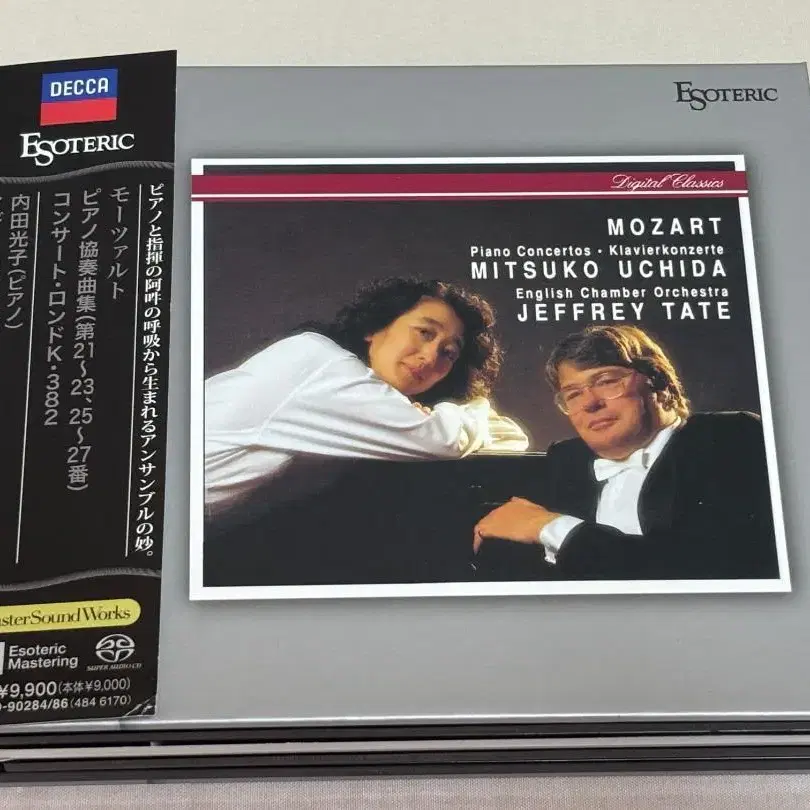 DECCA
ESOTERIC
ピアノと指揮の阿吽の呼吸から生まれるアンサンブルの妙。
モーツァルト
ピアノ協奏曲集(第21〜23、25〜27番)
コンサート・ロンドK・382
内田光子(ピアノ)
sterSoundWorks
Esoteric
Mastering
SUPER AUDIO CD
¥9,900(本体¥9,000)
-90284/86 (484 6170)
ESOTERIC
Digital Classics
MOZART
Piano Concertos · Klavierkonzerte
MITSUKO UCHIDA
English Chamber Orchestra
JEFFREY TATE